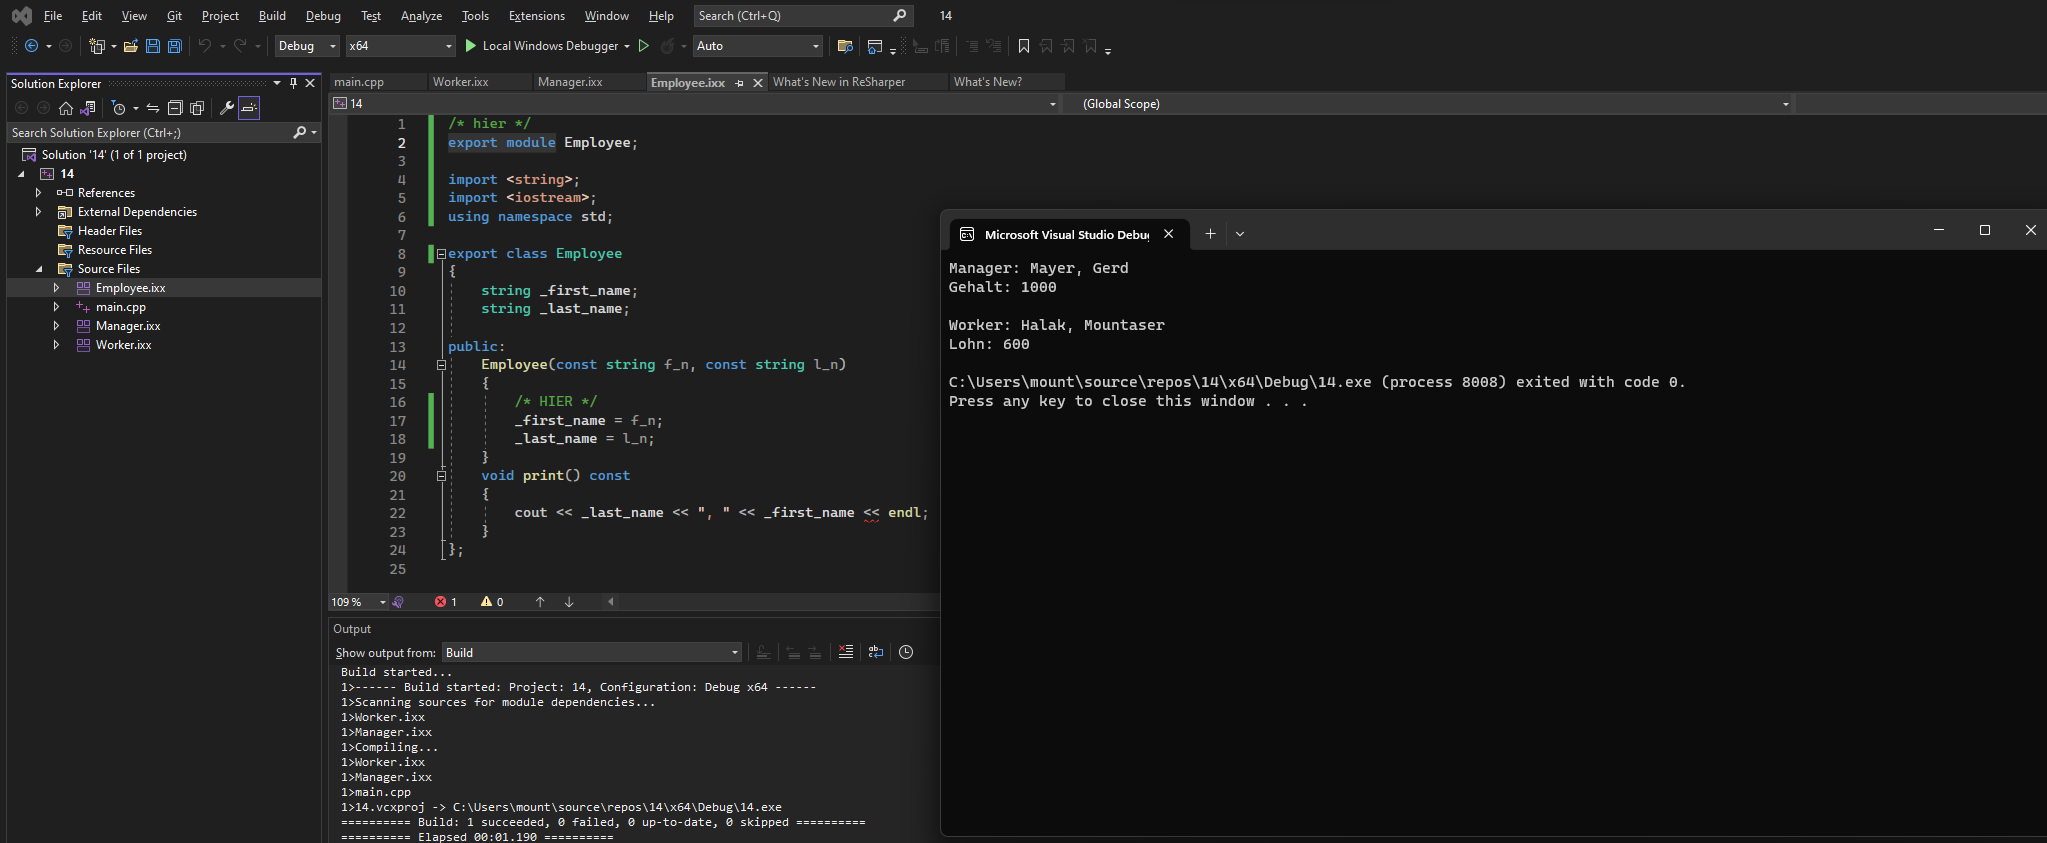 File Edit View Git Project Build Debug Test Analyze Tools Extensions Window Help Search (Ctrl+Q) 14
Debug x64 Local Windows Debugger Auto
Solution Explorer
Search Solution Explorer (Ctrl+;)
Solution '14' (1 of 1 project)
14
References
External Dependencies
Header Files
Resource Files
Source Files
Employee.ixx
main.cpp
Manager.ixx
Worker.ixx
main.cpp Worker.ixx Manager.ixx Employee.ixx What's New in ReSharper What's New?
14 (Global Scope)
1 /* hier */
2 export module Employee;
3
4 import <string>;
5 import <iostream>;
6 using namespace std;
7
8 export class Employee
9 {
10 string _first_name;
11 string _last_name;
12
13 public:
14 Employee(const string f_n, const string l_n)
15 {
16 /* HIER */
17 _first_name = f_n;
18 _last_name = l_n;
19 }
20 void print() const
21 {
22 cout << _last_name << ", " << _first_name << endl;
23 }
24 };
25
109 % 1 0
Output
Show output from: Build
Build started...
1>------ Build started: Project: 14, Configuration: Debug x64 ------
1>Scanning sources for module dependencies...
1>Worker.ixx
1>Manager.ixx
1>Compiling...
1>Worker.ixx
1>Manager.ixx
1>main.cpp
1>14.vcxproj -> C:\Users\mount\source\repos\14\x64\Debug\14.exe
========== Build: 1 succeeded, 0 failed, 0 up-to-date, 0 skipped ==========
========== Elapsed 00:01.190 ==========
Microsoft Visual Studio Debu
Manager: Mayer, Gerd
Gehalt: 1000
Worker: Halak, Mountaser
Lohn: 600
C:\Users\mount\source\repos\14\x64\Debug\14.exe (process 8008) exited with code 0.
Press any key to close this window . . .